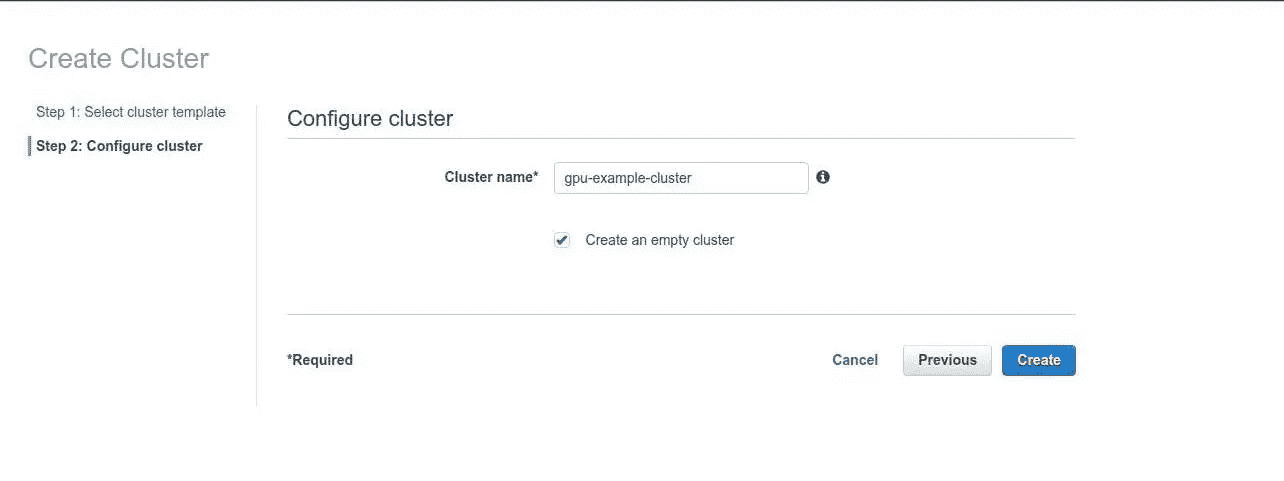 Create Cluster
Step 1: Select cluster template
Step 2: Configure cluster
Configure cluster
Cluster name*
gpu-example-cluster
Create an empty cluster
*Required
Cancel
Previous
Create